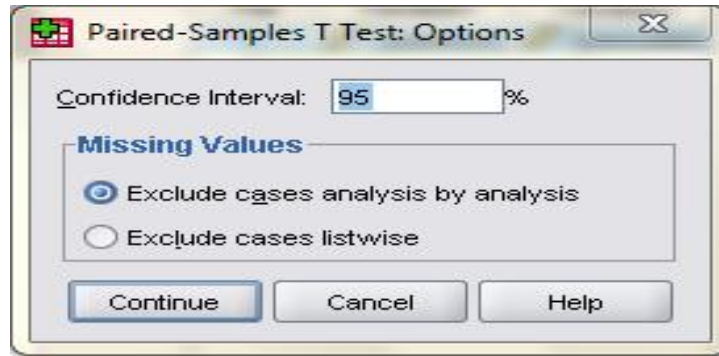 Paired-Samples T Test: Options
Confidence Interval: 95 %
Missing Values
Exclude cases analysis by analysis
Exclude cases listwise
Continue Cancel Help